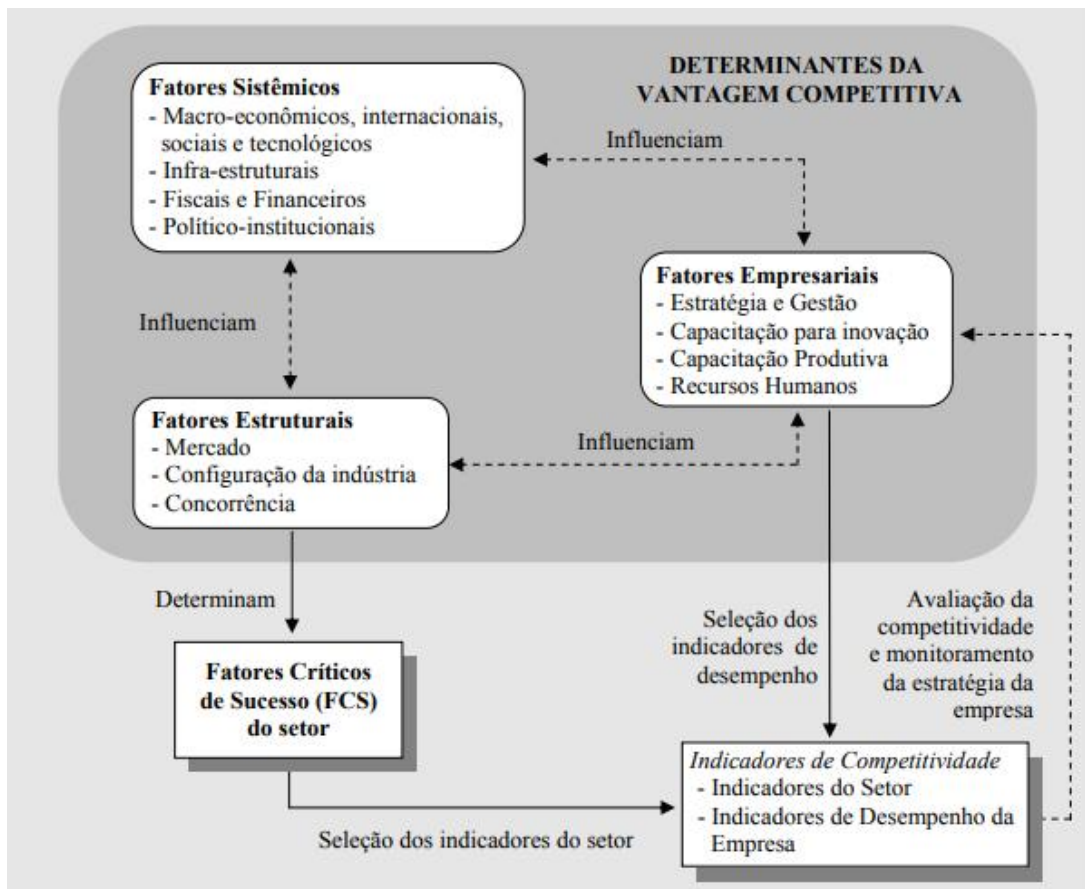 DETERMINANTES DA
VANTAGEM COMPETITIVA
Fatores Sistêmicos
- Macro-econômicos, internacionais,
sociais e tecnológicos
- Infra-estruturais
- Fiscais e Financeiros
- Político-institucionais
Influenciam
Fatores Empresariais
- Estratégia e Gestão
- Capacitação para inovação
- Capacitação Produtiva
- Recursos Humanos
Influenciam
Fatores Estruturais
- Mercado
- Configuração da indústria
- Concorrência
Influenciam
Determinam
Fatores Críticos
de Sucesso (FCS)
do setor
Seleção dos
indicadores de
desempenho
Avaliação da
competitividade
e monitoramento
da estratégia da
empresa
Indicadores de Competitividade
- Indicadores do Setor
- Indicadores de Desempenho da
Empresa
Seleção dos indicadores do setor